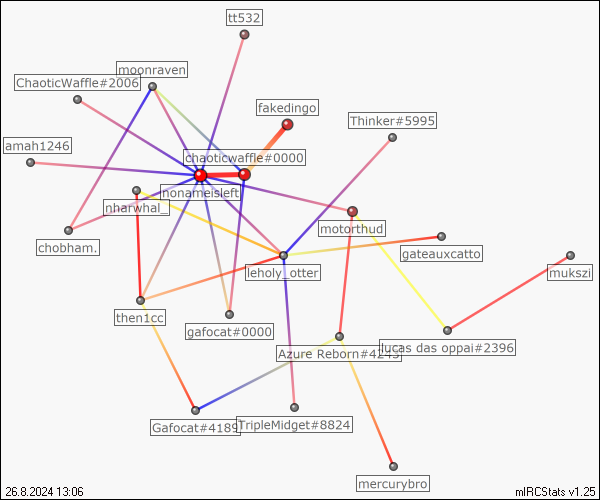 tt532
moonraven
ChaoticWaffle#2006
fakedingo
Thinker#5995
amah1246
chaoticwaffle#0000
nonameisleft
nharwhal_
motorthud
chobham.
gateauxcatto
leholy_otter
mukszi
then1cc
gafocat#0000
Azure Reborn#4243
lucas das oppai#2396
Gafocat#4189
TripleMidget#8824
mercurybro
26.8.2024 13:06
mIRCStats v1.25